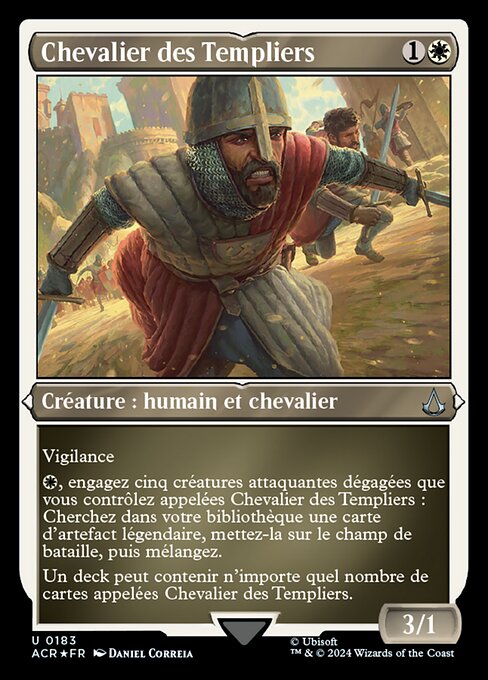 Chevalier des Templiers 1
Créature : humain et chevalier
Vigilance
, engagez cinq créatures attaquantes dégagées que
vous contrôlez appelées Chevalier des Templiers :
Cherchez dans votre bibliothèque une carte
d'artefact légendaire, mettez-la sur le champ de
bataille, puis mélangez.
Un deck peut contenir n'importe quel nombre de
cartes appelées Chevalier des Templiers.
3/1
U 0183
ACR★FR Daniel Correia
© Ubisoft
™ & © 2024 Wizards of the Coast